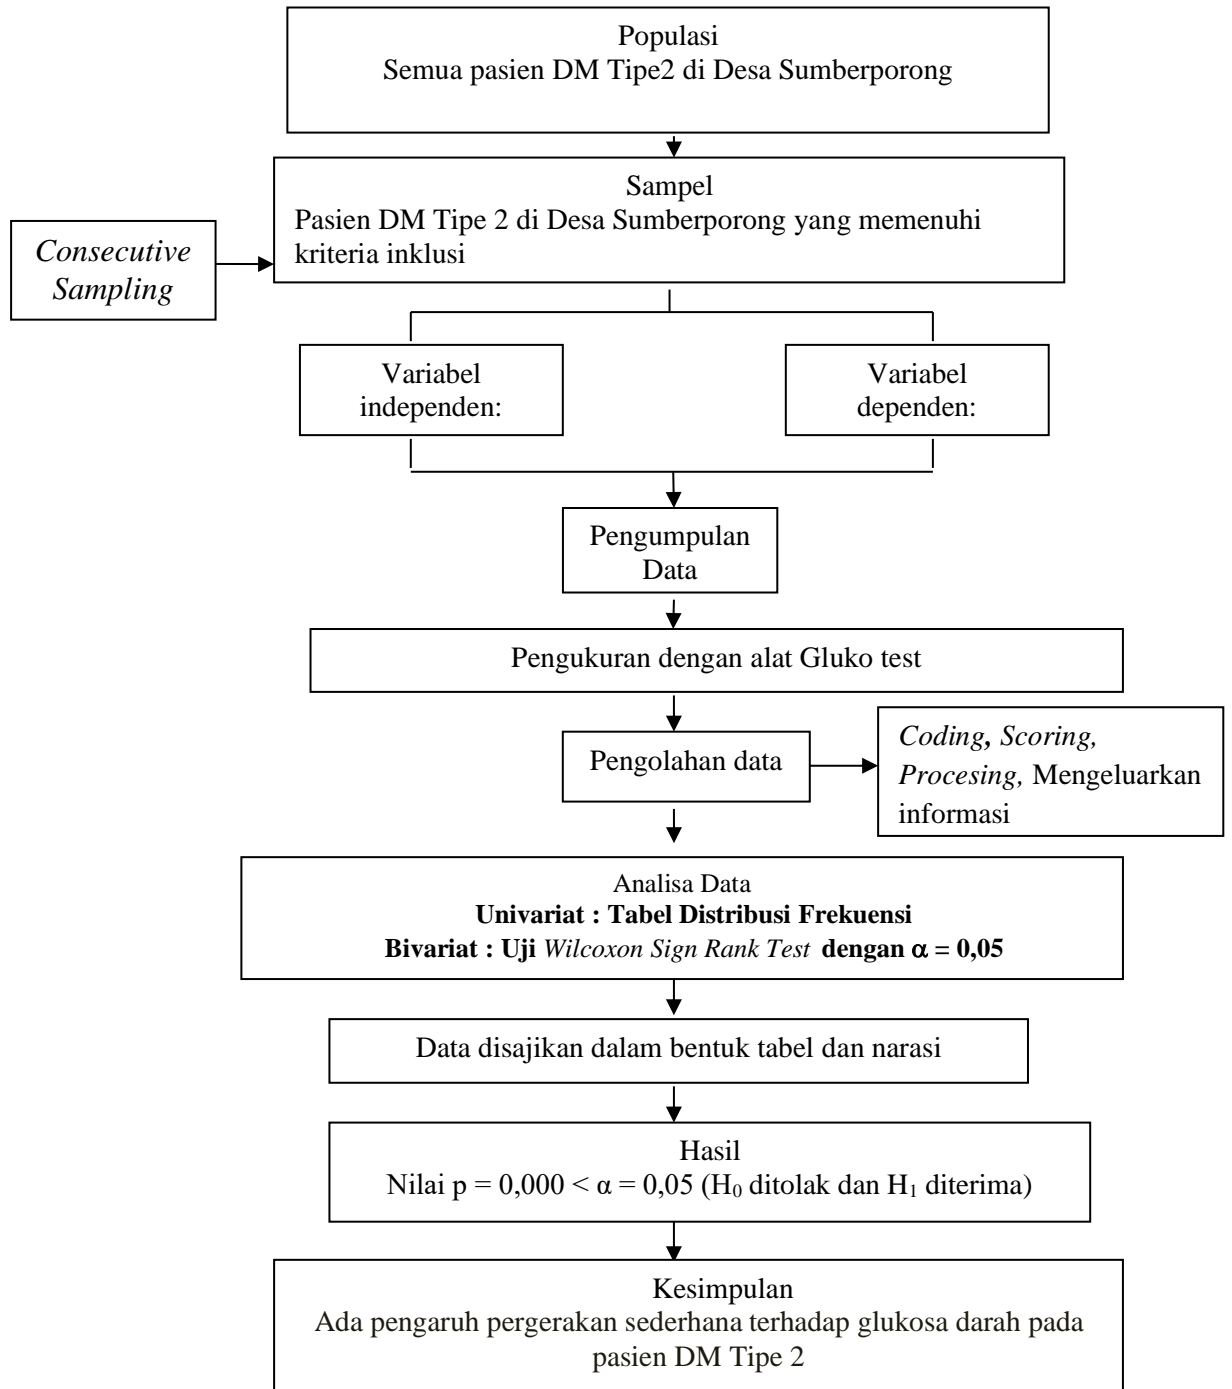 Populasi
Semua pasien DM Tipe2 di Desa Sumberporong
Sampel
Pasien DM Tipe 2 di Desa Sumberporong yang memenuhi
kriteria inklusi
Consecutive
Sampling
Variabel
independen:
Variabel
dependen:
Pengumpulan
Data
Pengukuran dengan alat Gluko test
Pengolahan data
Coding, Scoring,
Procesing, Mengeluarkan
informasi
Analisa Data
Univariat : Tabel Distribusi Frekuensi
Bivariat : Uji Wilcoxon Sign Rank Test dengan α = 0,05
Data disajikan dalam bentuk tabel dan narasi
Hasil
Nilai p = 0,000 < α = 0,05 (H₀ ditolak dan H₁ diterima)
Kesimpulan
Ada pengaruh pergerakan sederhana terhadap glukosa darah pada
pasien DM Tipe 2